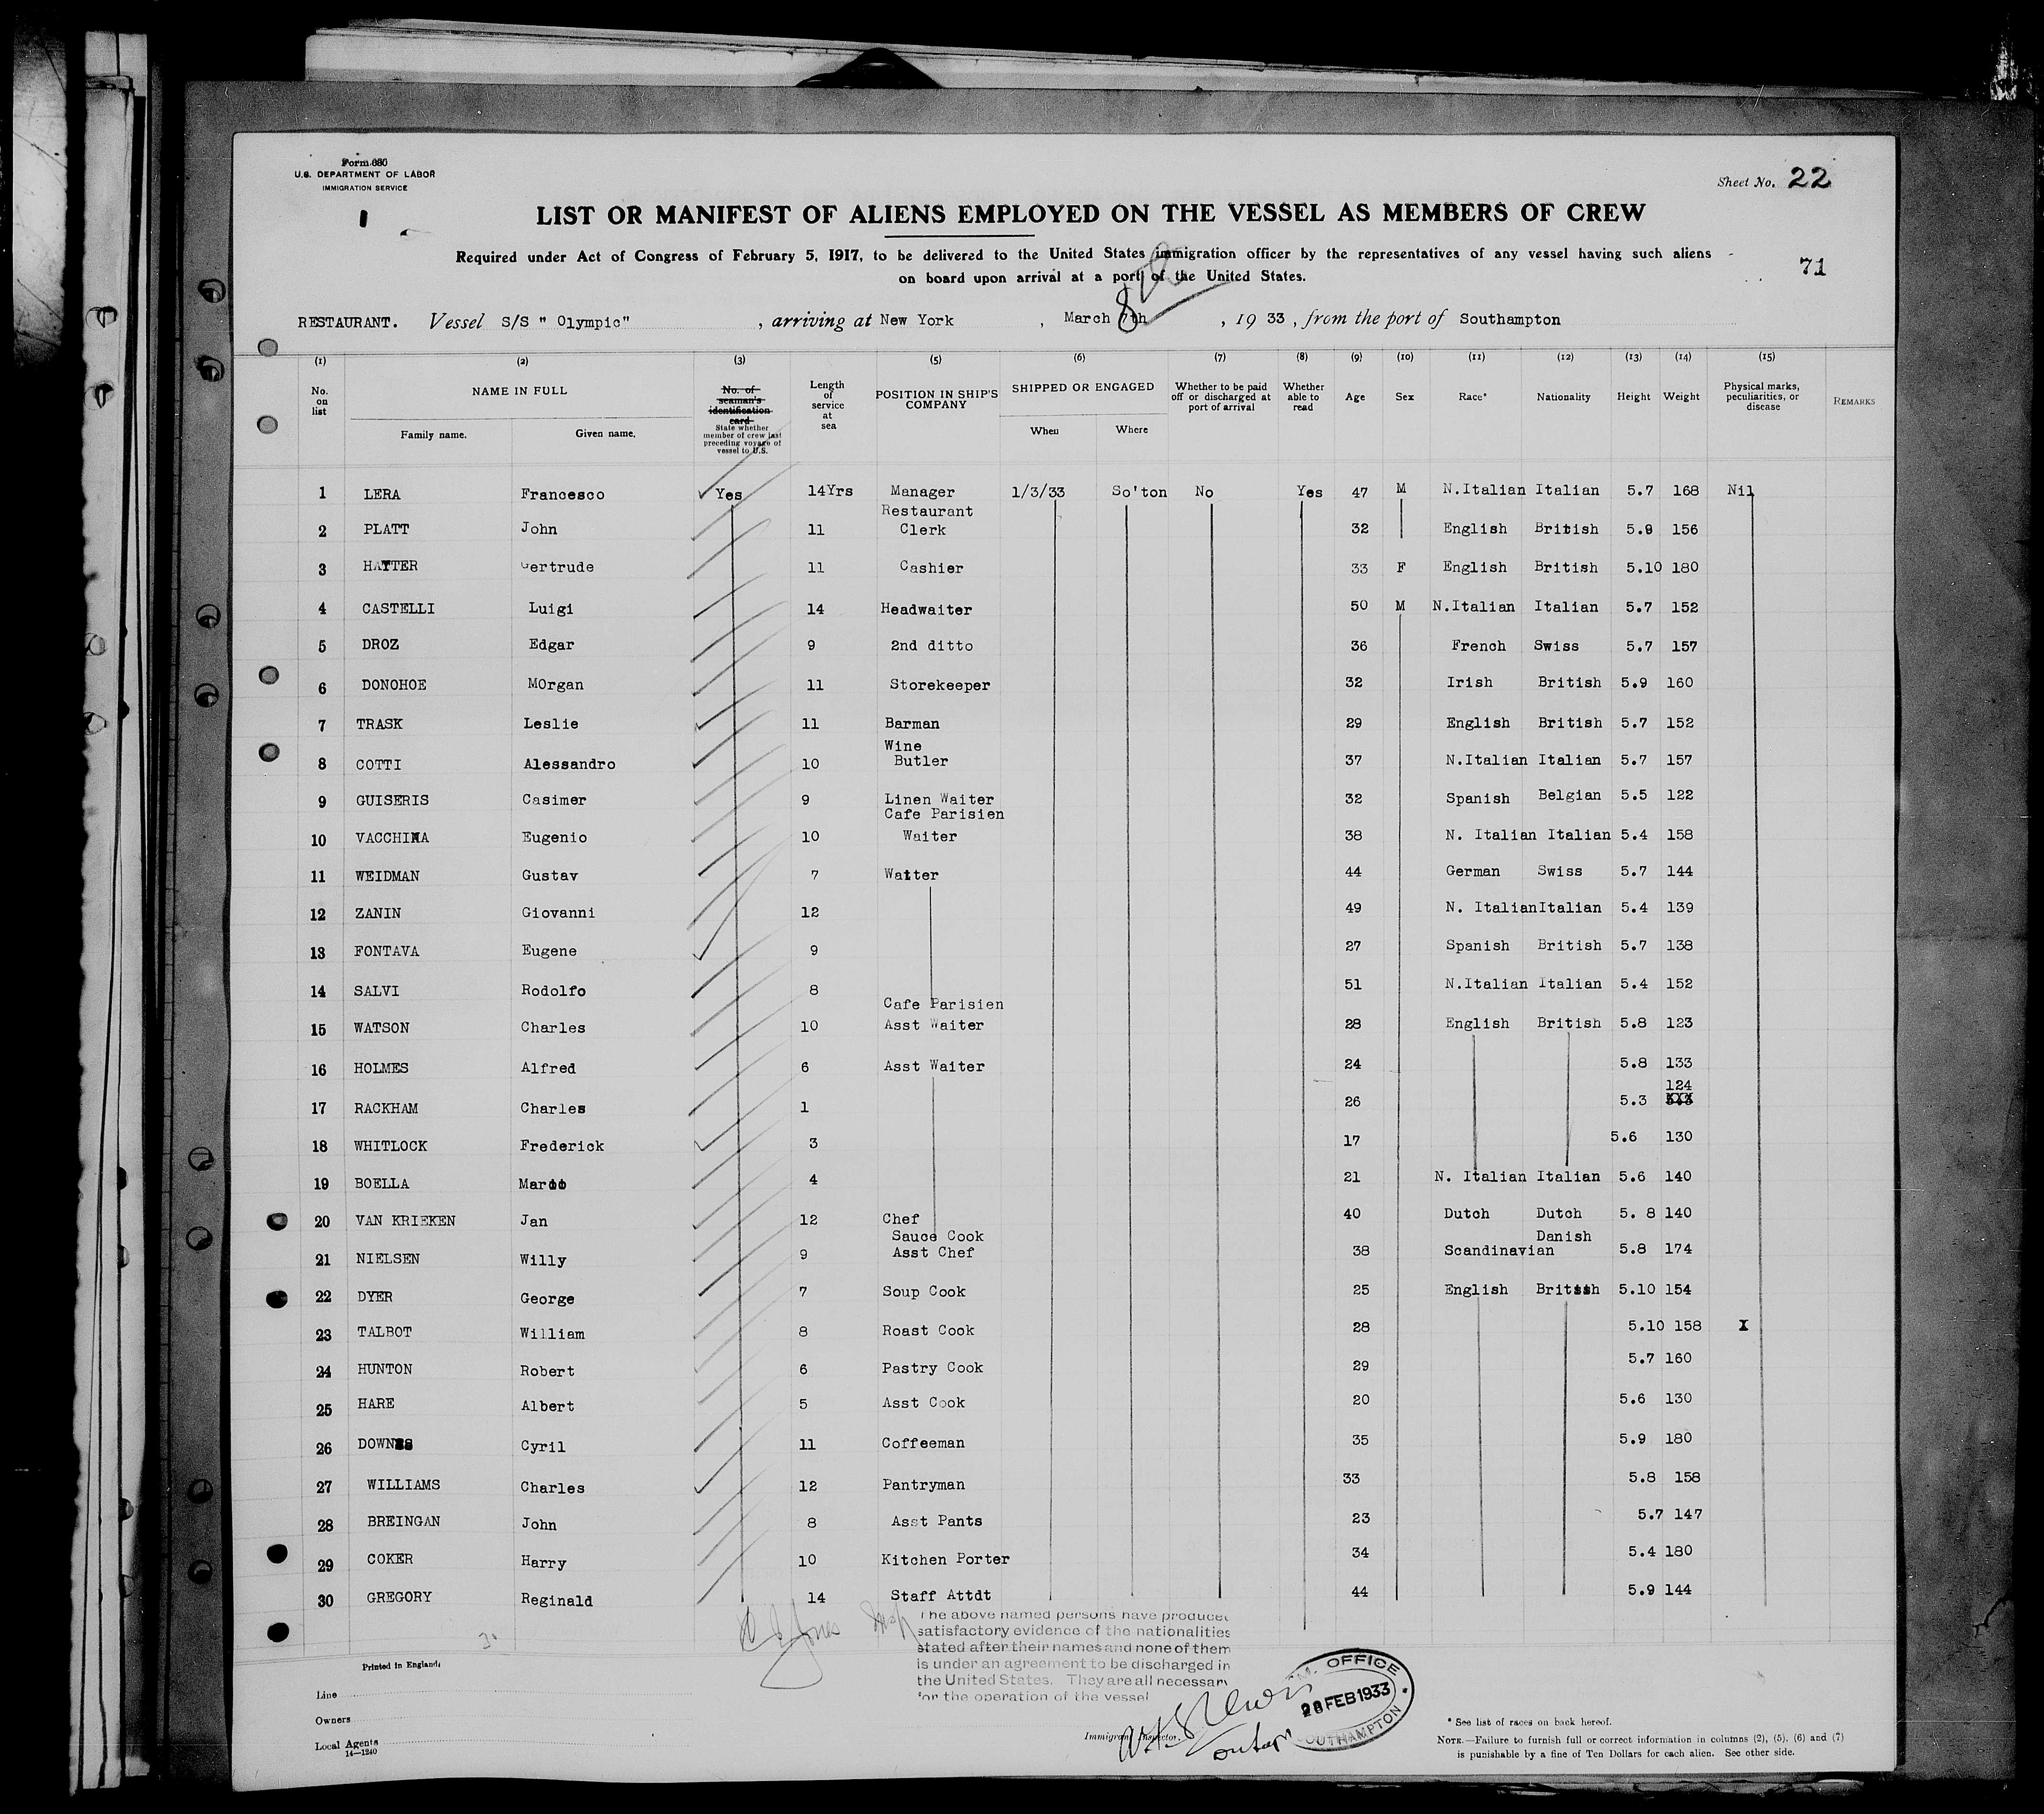 Form 680
U.S. DEPARTMENT OF LABOR
IMMIGRATION SERVICE
Sheet No. 22
LIST OR MANIFEST OF ALIENS EMPLOYED ON THE VESSEL AS MEMBERS OF CREW
Required under Act of Congress of February 5, 1917, to be delivered to the United States immigration officer by the representatives of any vessel having such aliens
on board upon arrival at a port of the United States.
71
RESTAURANT. Vessel S/S " Olympic" , arriving at New York , March 8 7th , 19 33 , from the port of Southampton
(1) (2) (3) (5) (6) (7) (8) (9) (10) (11) (12) (13) (14) (15)
No. on list NAME IN FULL Family name. Given name. No. of seaman's identification card State whether member of crew last preceding voyage of vessel to U.S. Length of service at sea POSITION IN SHIP'S COMPANY SHIPPED OR ENGAGED When Where Whether to be paid off or discharged at port of arrival Whether able to read Age Sex Race* Nationality Height Weight Physical marks, peculiarities, or disease REMARKS
1 LERA Francesco Yes 14Yrs Manager 1/3/33 So'ton No Yes 47 M N.Italian Italian 5.7 168 Nil
2 PLATT John 11 Restaurant Clerk 32 English British 5.9 156
3 HATTER Gertrude 11 Cashier 33 F English British 5.10 180
4 CASTELLI Luigi 14 Headwaiter 50 M N.Italian Italian 5.7 152
5 DROZ Edgar 9 2nd ditto 36 French Swiss 5.7 157
6 DONOHOE MOrgan 11 Storekeeper 32 Irish British 5.9 160
7 TRASK Leslie 11 Barman 29 English British 5.7 152
8 COTTI Alessandro 10 Wine Butler 37 N.Italian Italian 5.7 157
9 GUISERIS Casimer 9 Linen Waiter 32 Spanish Belgian 5.5 122
10 VACCHINA Eugenio 10 Cafe Parisien Waiter 38 N. Italian Italian 5.4 158
11 WEIDMAN Gustav 7 Waiter 44 German Swiss 5.7 144
12 ZANIN Giovanni 12 49 N. Italian Italian 5.4 139
13 FONTAVA Eugene 9 27 Spanish British 5.7 138
14 SALVI Rodolfo 8 51 N.Italian Italian 5.4 152
15 WATSON Charles 10 Cafe Parisien Asst Waiter 28 English British 5.8 123
16 HOLMES Alfred 6 Asst Waiter 24 5.8 133
17 RACKHAM Charles 1 26 5.3 124
18 WHITLOCK Frederick 3 17 5.6 130
19 BOELLA 4 21 N. Italian Italian 5.6 140
20 VAN KRIEKEN Jan 12 Chef 40 Dutch Dutch 5. 8 140
21 NIELSEN Willy 9 Sauce Cook Asst Chef 38 Scandinavian Danish 5.8 174
22 DYER George 7 Soup Cook 25 English British 5.10 154
23 TALBOT William 8 Roast Cook 28 5.10 158
24 HUNTON Robert 6 Pastry Cook 29 5.7 160
25 HARE Albert 5 Asst Cook 20 5.6 130
26 Cyril 11 Coffeeman 35 5.9 180
27 WILLIAMS Charles 12 Pantryman 33 5.8 158
28 BREINGAN John 8 Asst Pants 23 5.7 147
29 COKER Harry 10 Kitchen Porter 34 5.4 180
30 GREGORY Reginald 14 Staff Attdt 44 5.9 144
The above named persons have produced
satisfactory evidence of the nationalities
stated after their names and none of them
is under an agreement to be discharged in
the United States. They are all necessary
for the operation of the vessel
Printed in England.
Line
Owners
Local Agents
14—1240
Immigrant Inspector.
OFFICE
28 FEB 1933
SOUTHAMPTON
* See list of races on back hereof.
NOTE.—Failure to furnish full or correct information in columns (2), (5), (6) and (7)
is punishable by a fine of Ten Dollars for each alien. See other side.